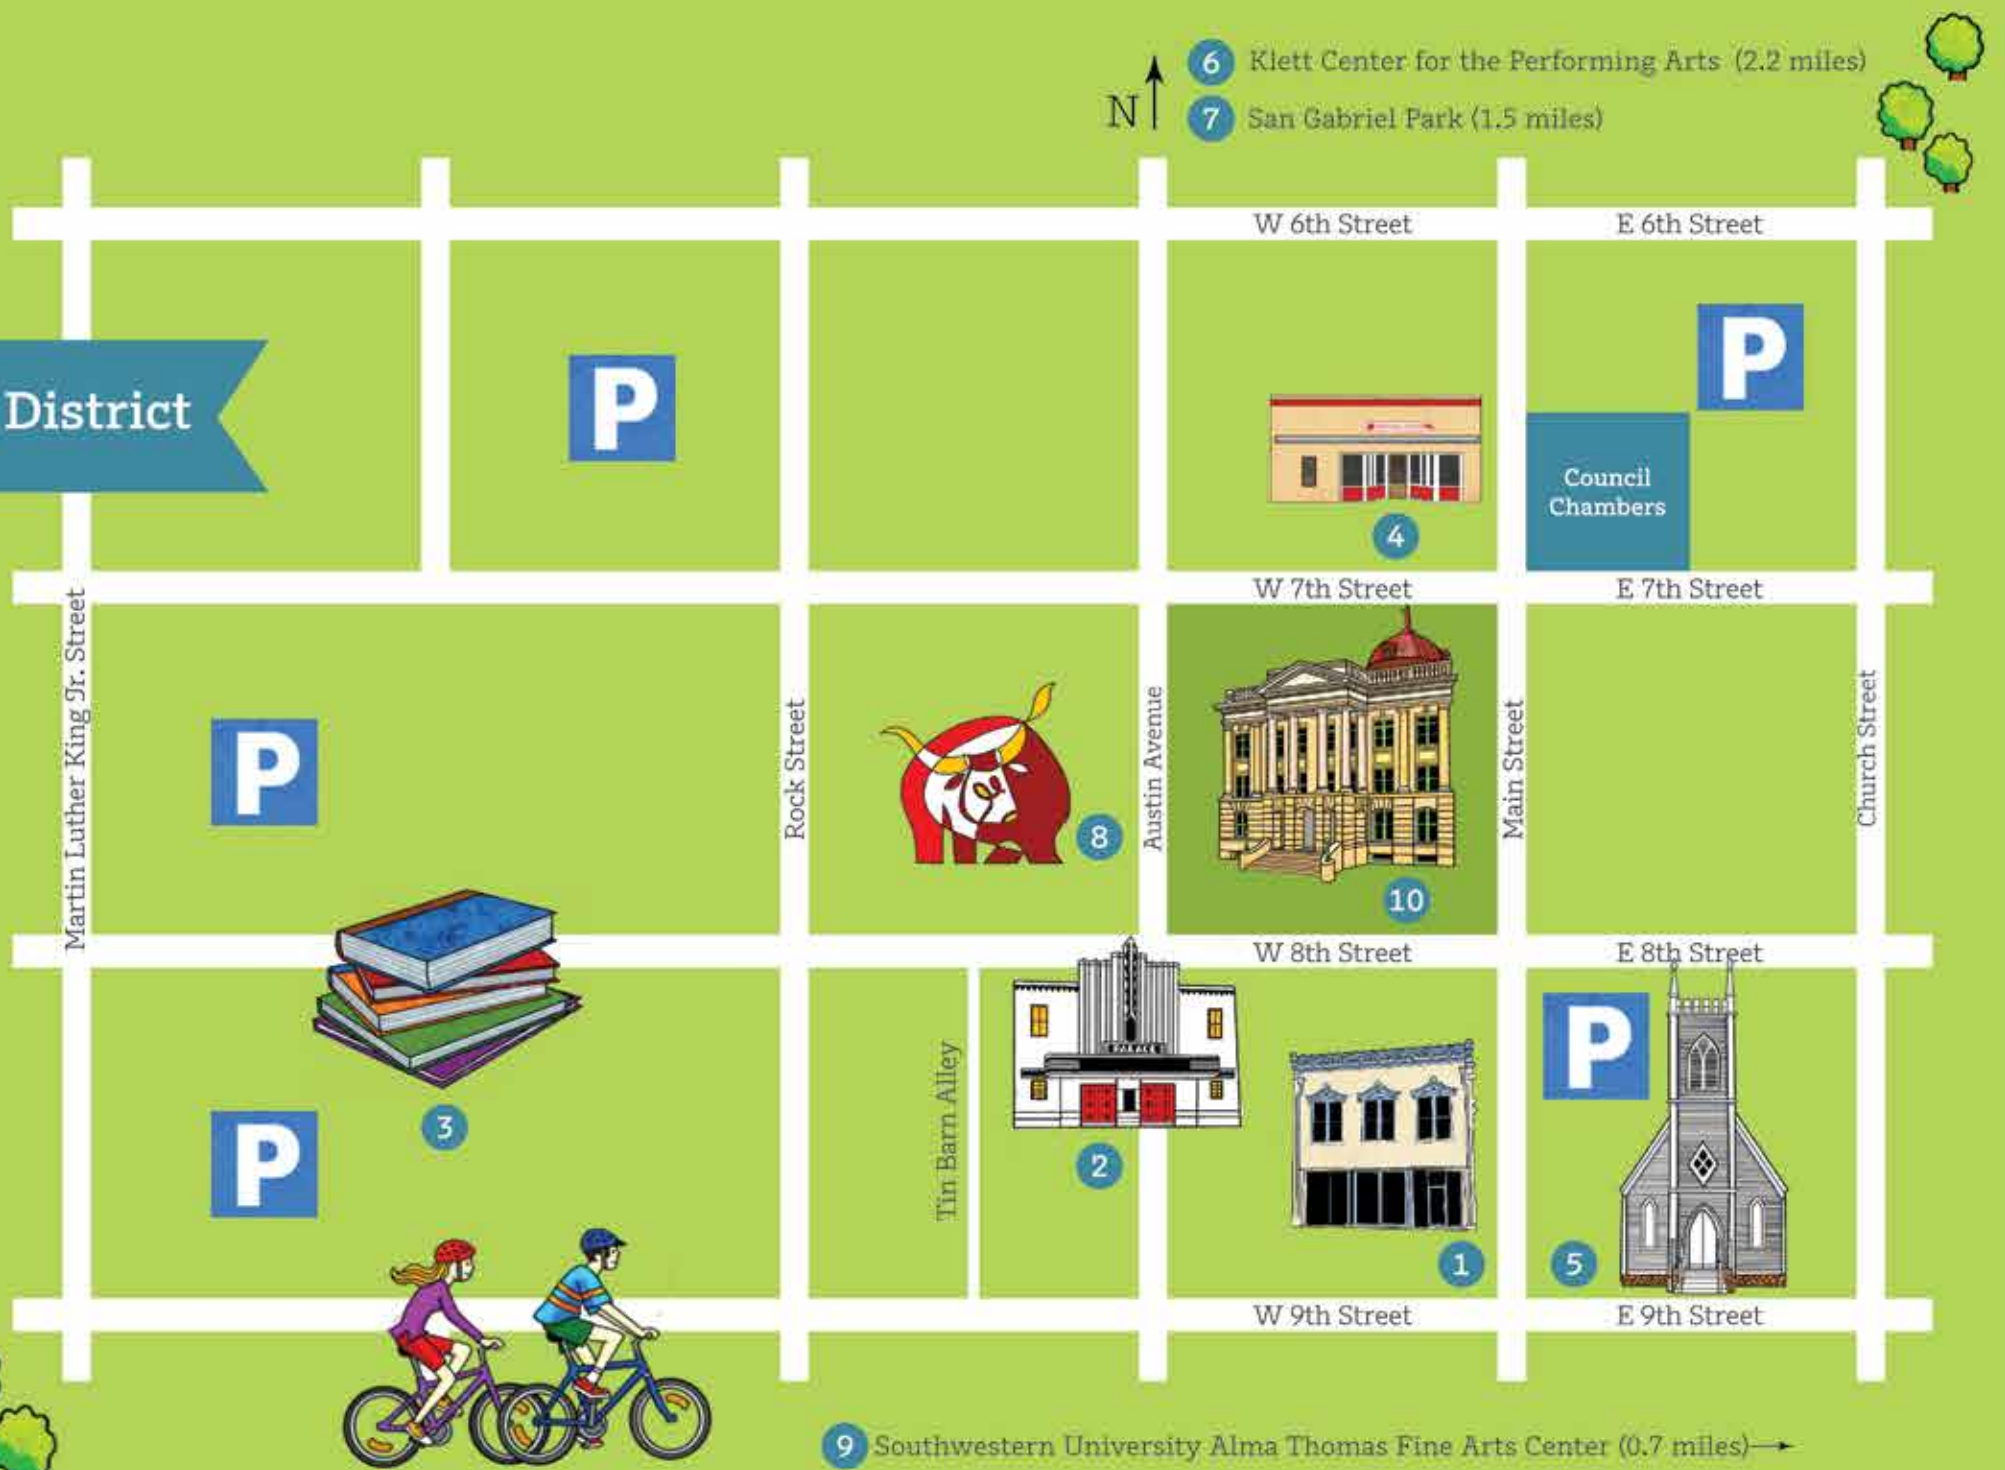 6 Klett Center for the Performing Arts (2.2 miles)
N
7 San Gabriel Park (1.5 miles)
W 6th Street
E 6th Street
P
P
District
Council
Chambers
4
W 7th Street
E 7th Street
Martin Luther King Jr. Street
Rock Street
Austin Avenue
Main Street
Church Street
P
8
10
W 8th Street
E 8th Street
P
PALACE
Tin Barn Alley
3
2
P
1
5
W 9th Street
E 9th Street
9 Southwestern University Alma Thomas Fine Arts Center (0.7 miles)